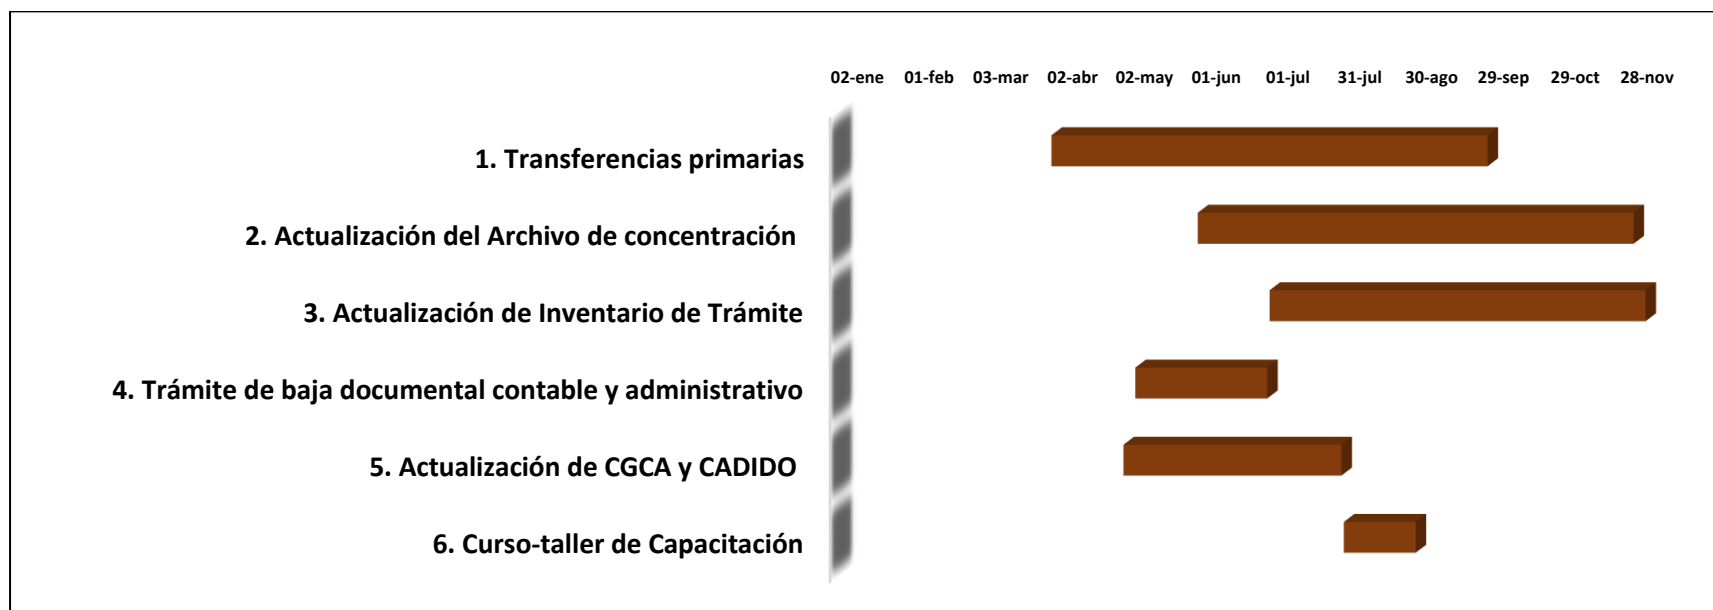 02-ene 01-feb 03-mar 02-abr 02-may 01-jun 01-jul 31-jul 30-ago 29-sep 29-oct 28-nov
1. Transferencias primarias
2. Actualización del Archivo de concentración
3. Actualización de Inventario de Trámite
4. Trámite de baja documental contable y administrativo
5. Actualización de CGCA y CADIDO
6. Curso-taller de Capacitación